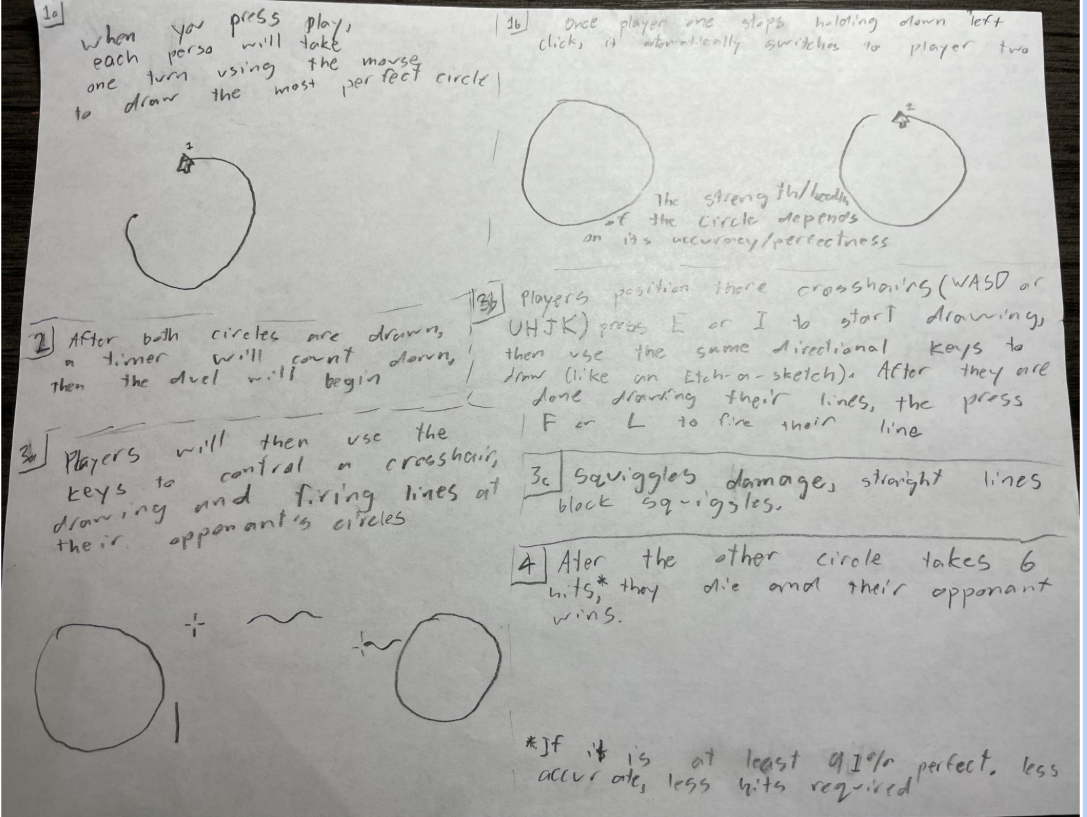 1a
when you press play,
each perso will take
one turn using the mouse
to draw the most perfect circle
1
1b Once player one stops holding down left
click, it automatically switches to player two
2
The strength/health
of the circle depends
on its accuracy/perfectness
2 After both circles are drawn,
a timer will count down,
then the duel will begin
3a Players will then use the
keys to control a crosshair,
drawing and firing lines at
their opponant's circles
3b Players position there crosshairs (WASD or
UHJK) press E or I to start drawing,
then use the same directional keys to
draw (like an Etch-a-sketch). After they are
done drawing their lines, the press
F or L to fire their line
3c squiggles damage, straight lines
block squiggles.
4 Ater the other circle takes 6
hits,* they die and their opponant
wins.
*If it is at least 91% perfect. less
accurate, less hits required